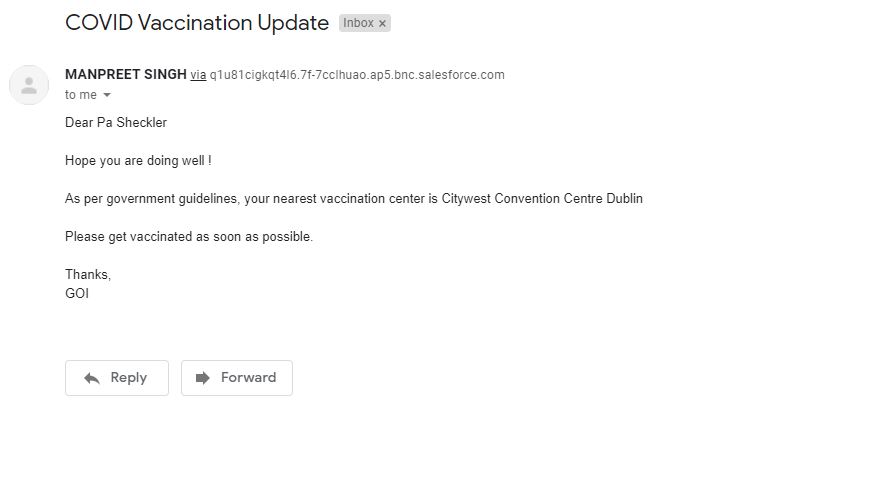 COVID Vaccination Update Inbox x
MANPREET SINGH via q1u81cigkqt4l6.7f-7cclhuao.ap5.bnc.salesforce.com
to me
Dear Pa Sheckler
Hope you are doing well !
As per government guidelines, your nearest vaccination center is Citywest Convention Centre Dublin
Please get vaccinated as soon as possible.
Thanks,
GOI
Reply Forward